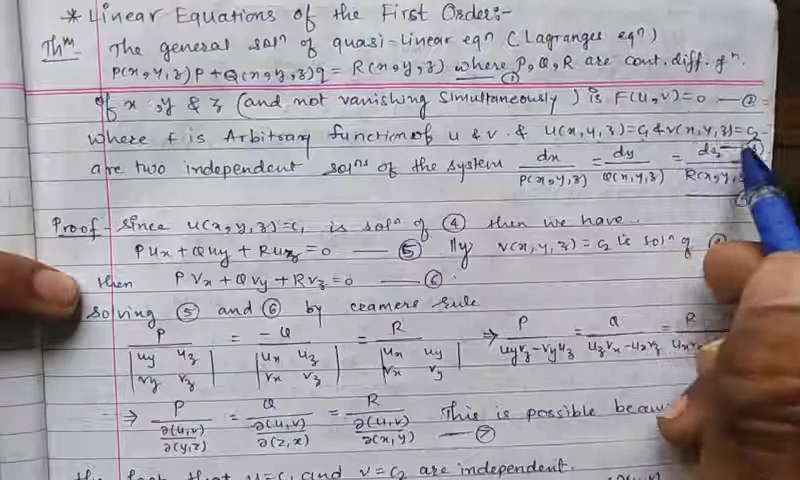 * Linear Equations of the First Order:-
Thm- The general solⁿ of quasi-linear eqⁿ (Lagranges eqⁿ)
P(x,y,z)p + Q(x,y,z)q = R(x,y,z) where P,Q,R are cont. diff. fⁿ. ①
of x,y & z (and not vanishing simultaneously) is F(u,v)=0 — ②
where F is Arbitrary function of u & v. & u(x,y,z)=c₁ & v(x,y,z)=c₂
are two independent solⁿs of the system dx/P(x,y,z) = dy/Q(x,y,z) = dz/R(x,y,
Proof- Since u(x,y,z)=c₁ is solⁿ of ④ then we have.
Pux + Quy + Ruz = 0 — ⑤ lly v(x,y,z)=c₂ is solⁿ of
then Pvx + Qvy + Rvz = 0 — ⑥
solving ⑤ and ⑥ by creamers rule
P/|uy uz; vy vz| = -Q/|ux uz; vx vz| = R/|ux uy; vx vy| ⇒ P/(uyvz-vyuz) = Q/(uzvx-uxvz) = R
⇒ P/(∂(u,v)/∂(y,z)) = Q/(∂(u,v)/∂(z,x)) = R/(∂(u,v)/∂(x,y)) — ⑦ This is possible becau
the fact that u=c₁ and v=c₂ are independent.